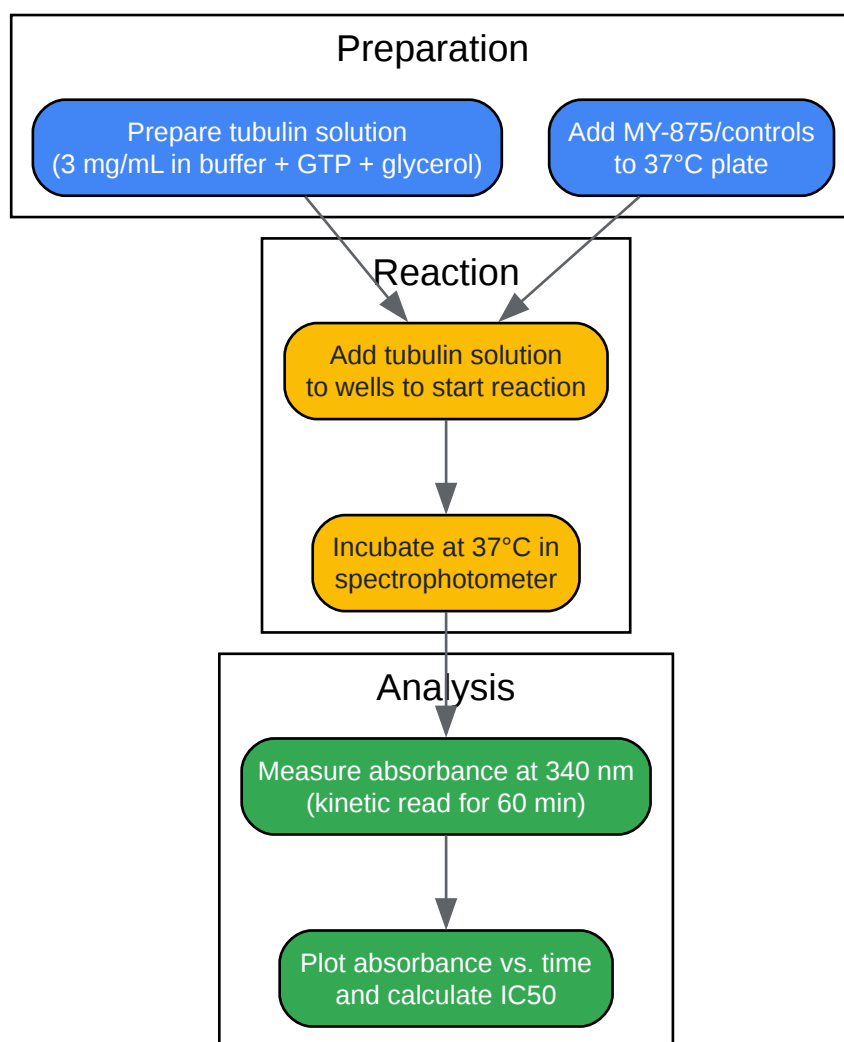 Preparation
Prepare tubulin solution
(3 mg/mL in buffer + GTP + glycerol)
Add MY-875/controls
to 37°C plate
Reaction
Add tubulin solution
to wells to start reaction
Incubate at 37°C in
spectrophotometer
Analysis
Measure absorbance at 340 nm
(kinetic read for 60 min)
Plot absorbance vs. time
and calculate IC50